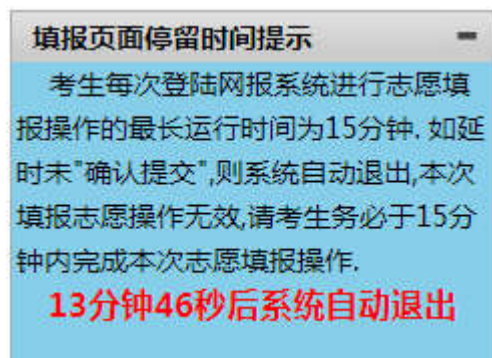 填报页面停留时间提示
考生每次登陆网报系统进行志愿填
报操作的最长运行时间为15分钟. 如延
时未"确认提交",则系统自动退出,本次
填报志愿操作无效,请考生务必于15分
钟内完成本次志愿填报操作.
13分钟46秒后系统自动退出